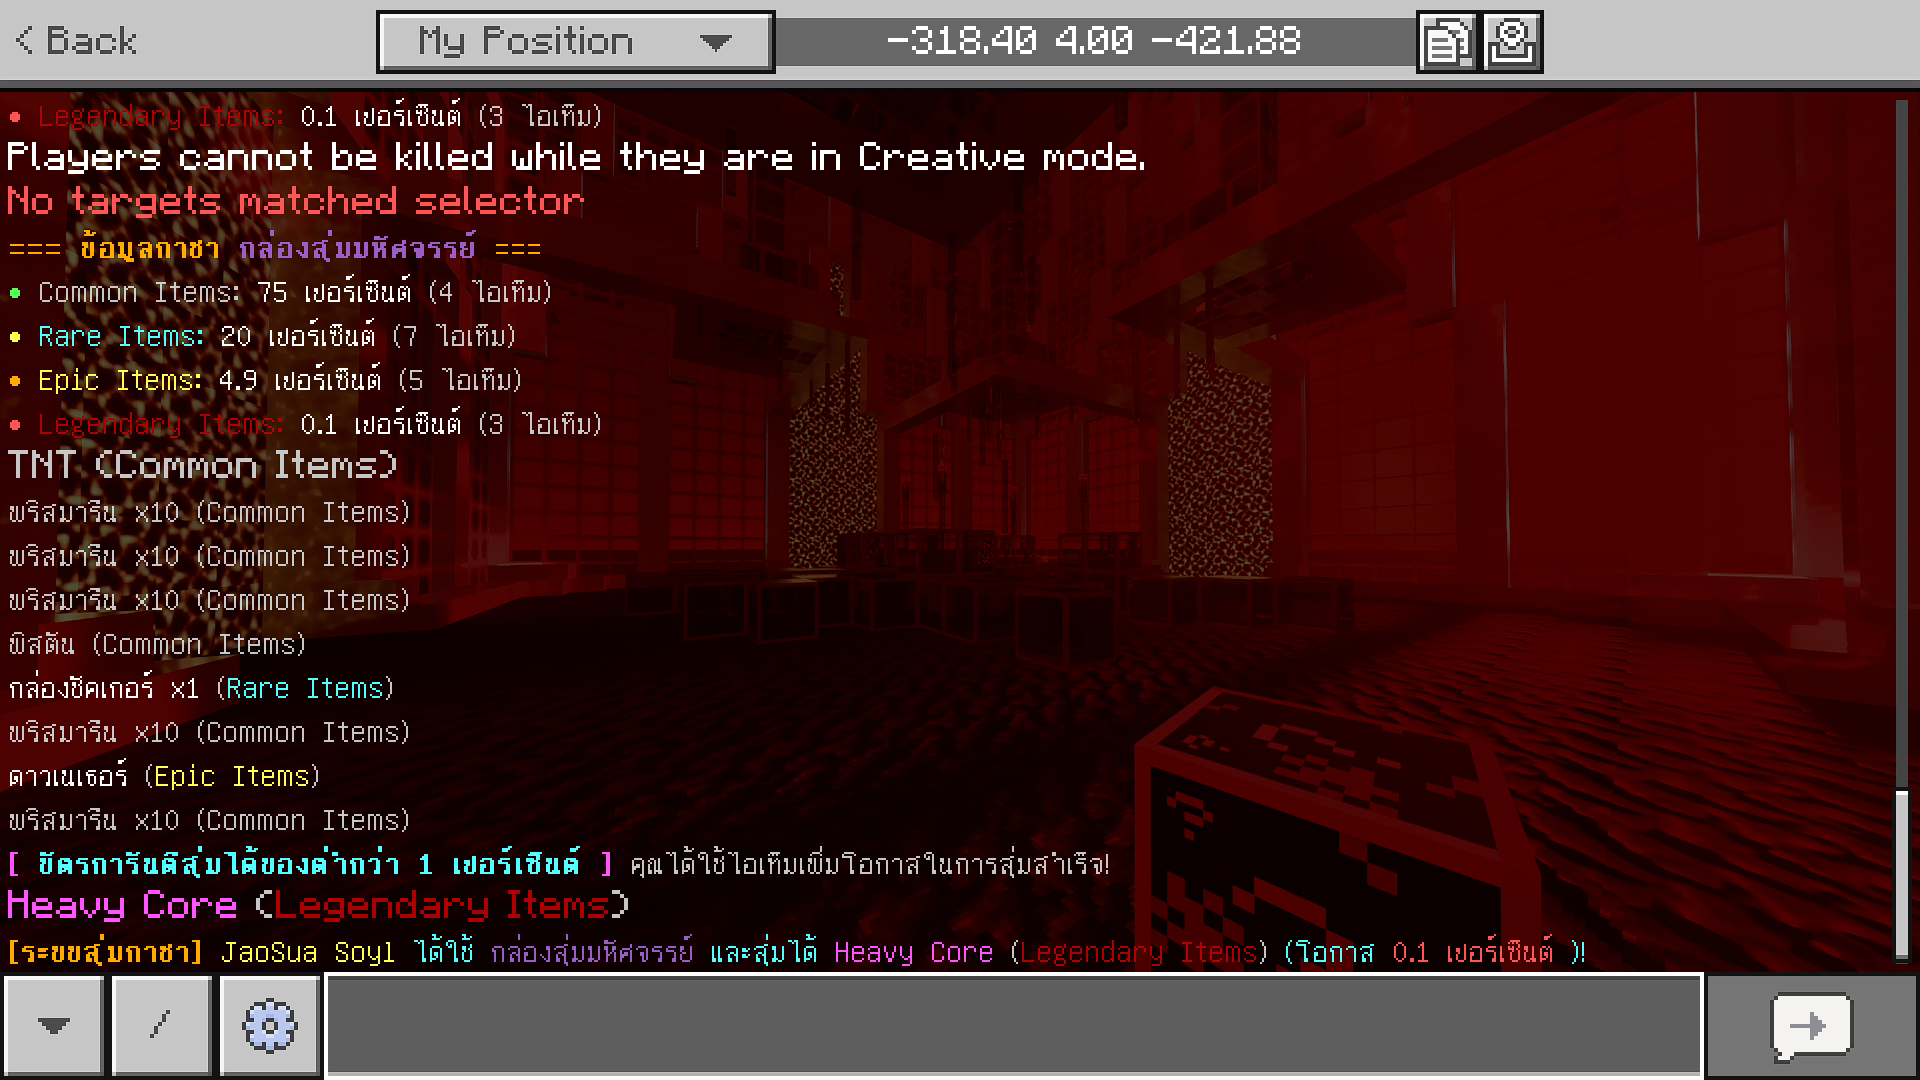 < Back
My Position
-318.40 4.00 -421.88
• Legendary Items: 0.1 เปอร์เซ็นต์ (3 ไอเท็ม)
Players cannot be killed while they are in Creative mode.
No targets matched selector
=== ข้อมูลกาชา กล่องสุ่มมหัศจรรย์ ===
• Common Items: 75 เปอร์เซ็นต์ (4 ไอเท็ม)
• Rare Items: 20 เปอร์เซ็นต์ (7 ไอเท็ม)
• Epic Items: 4.9 เปอร์เซ็นต์ (5 ไอเท็ม)
• Legendary Items: 0.1 เปอร์เซ็นต์ (3 ไอเท็ม)
TNT (Common Items)
พริสมารีน x10 (Common Items)
พริสมารีน x10 (Common Items)
พริสมารีน x10 (Common Items)
พิสตัน (Common Items)
กล่องชัคเกอร์ x1 (Rare Items)
พริสมารีน x10 (Common Items)
ดาวเนเธอร์ (Epic Items)
พริสมารีน x10 (Common Items)
[ บัตรการันตีสุ่มได้ของต่ำกว่า 1 เปอร์เซ็นต์ ] คุณได้ใช้ไอเท็มเพิ่มโอกาสในการสุ่มสำเร็จ!
Heavy Core (Legendary Items)
[ระบบสุ่มกาชา] JaoSua Soyl ได้ใช้ กล่องสุ่มมหัศจรรย์ และสุ่มได้ Heavy Core (Legendary Items) (โอกาส 0.1 เปอร์เซ็นต์ )!
/